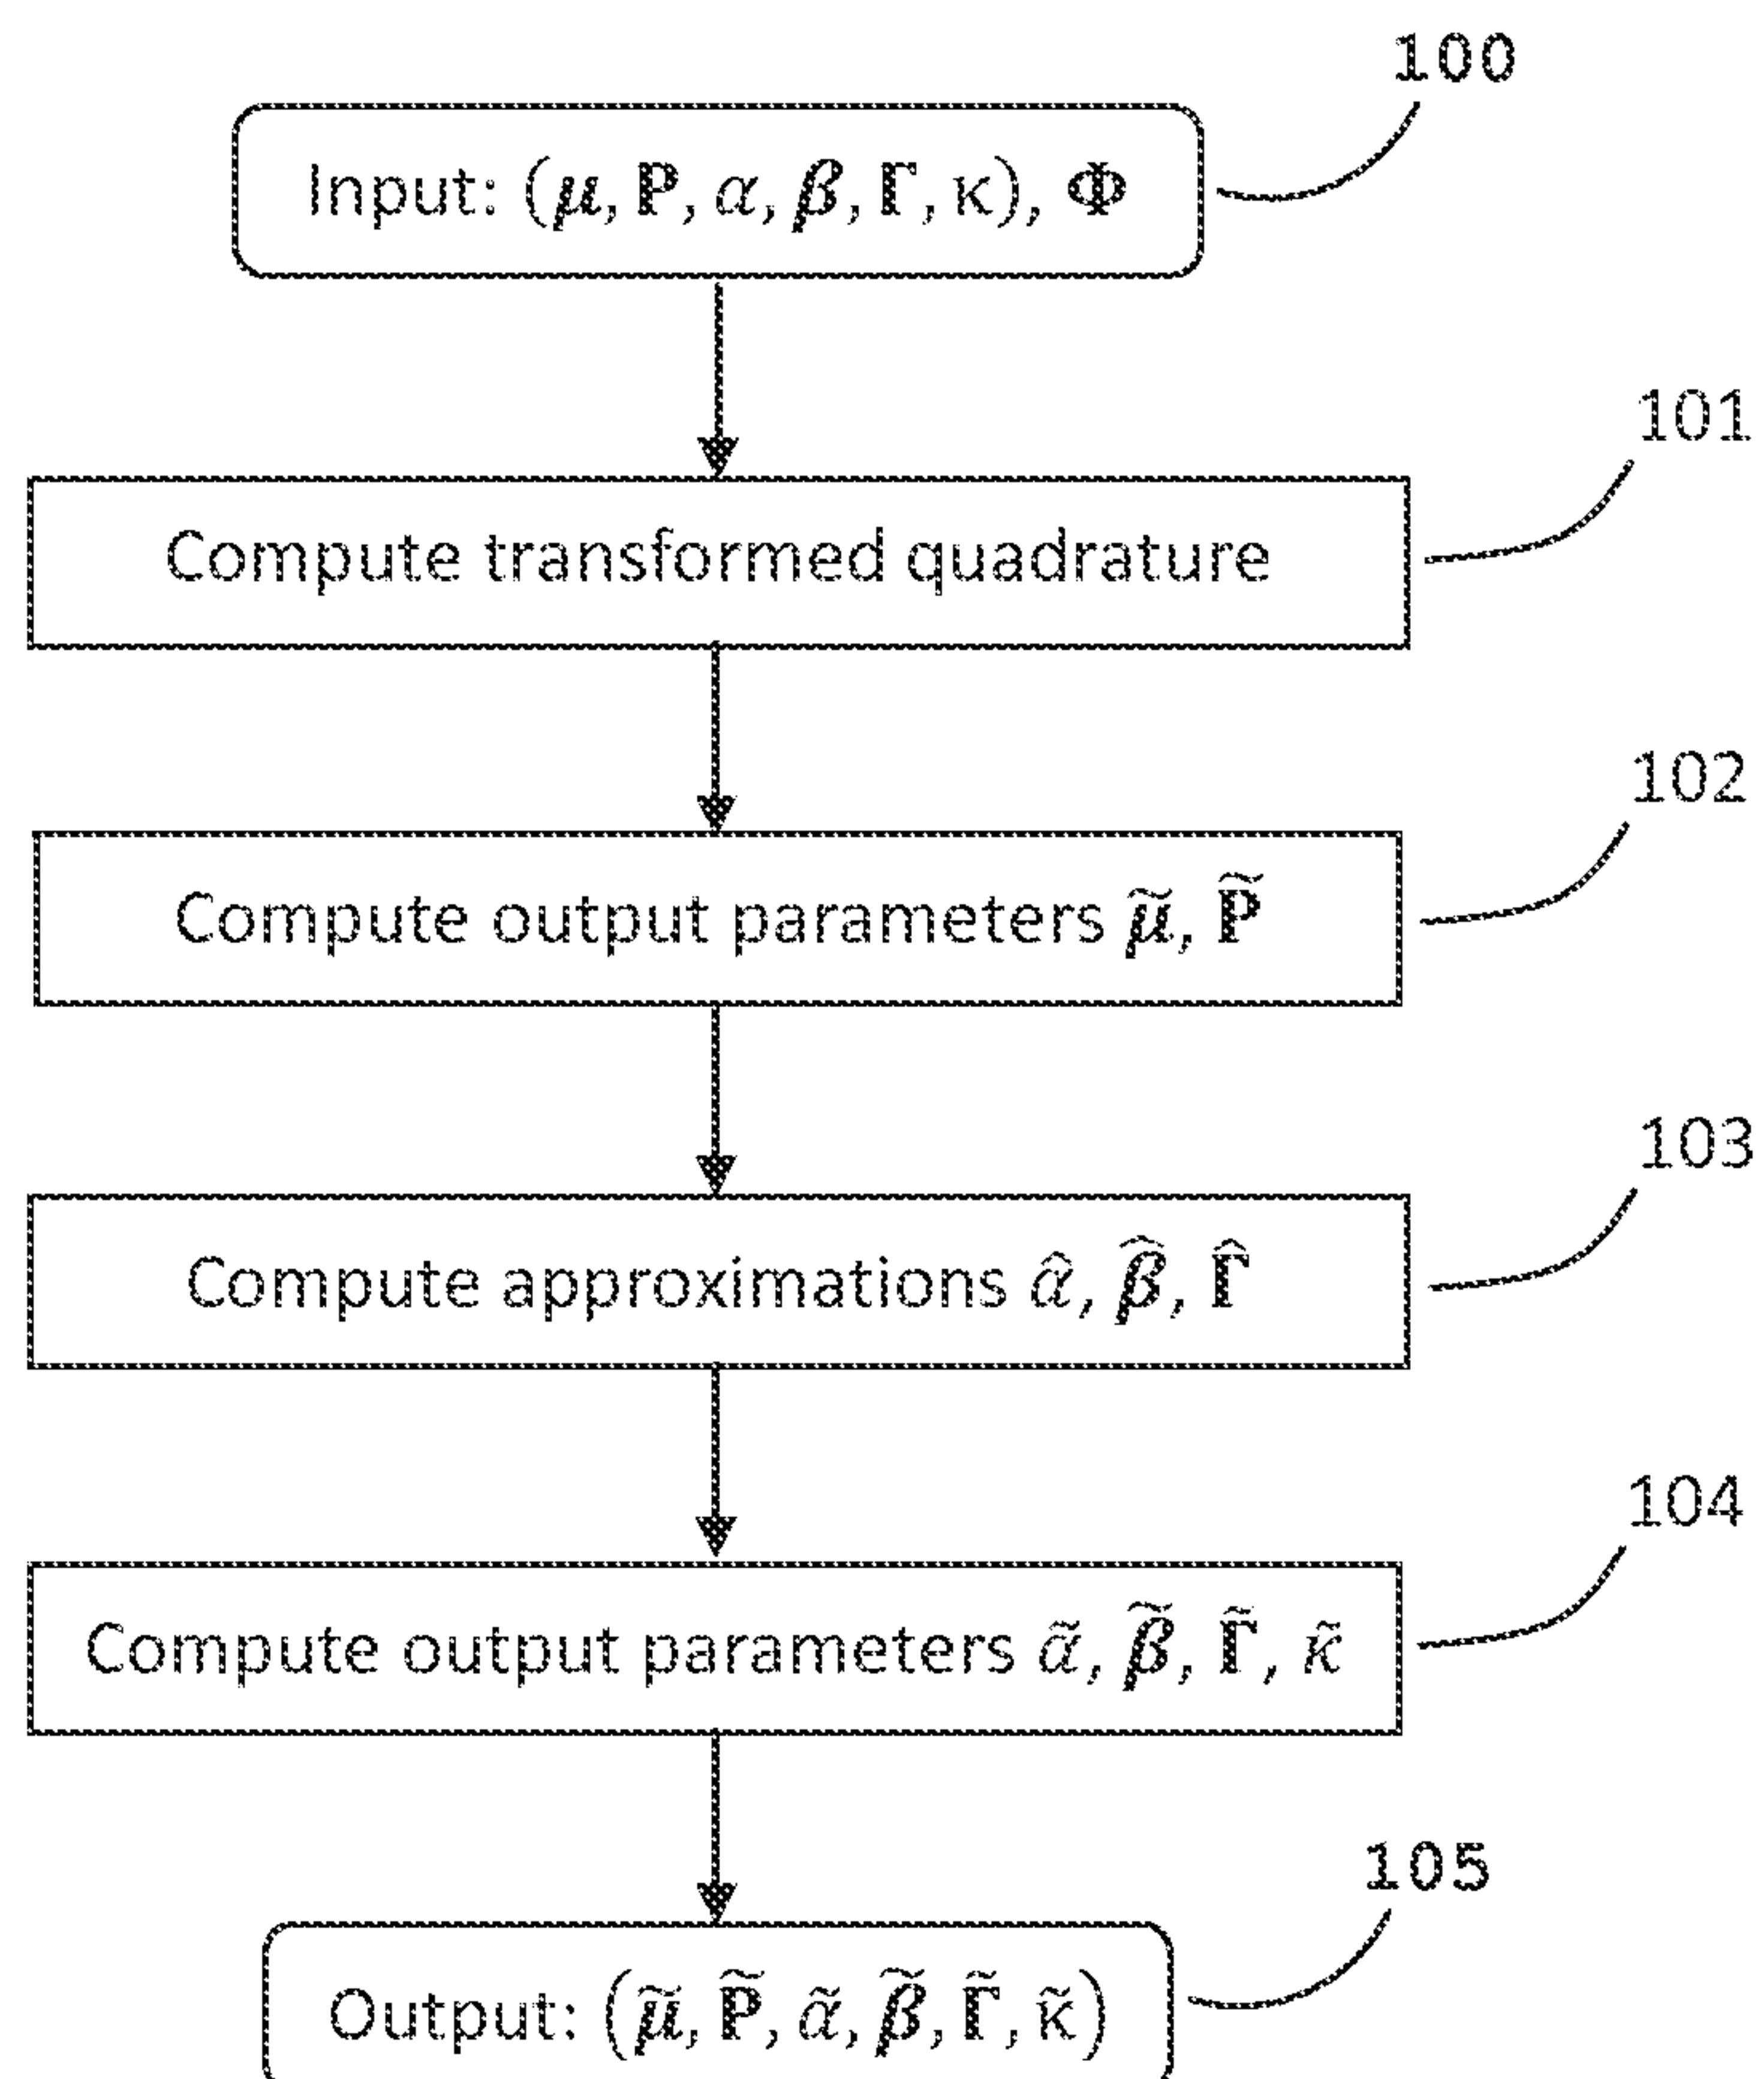 100
Input: (μ, P, α, β, Γ, κ), Φ
101
Compute transformed quadrature
102
Compute output parameters μ̃, P̃
103
Compute approximations α̂, β̂, Γ̂
104
Compute output parameters α̃, β̃, Γ̃, κ̃
105
Output: (μ̃, P̃, α̃, β̃, Γ̃, κ̃)